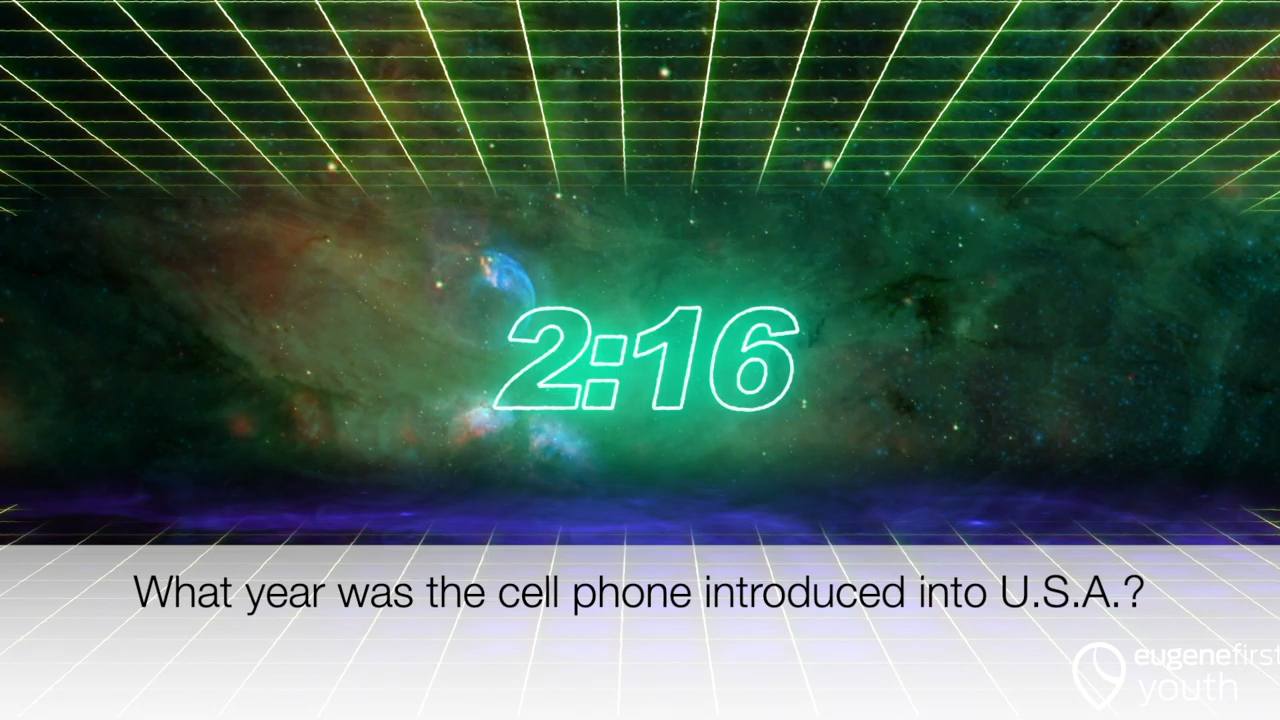 2:16
What year was the cell phone introduced into U.S.A.?
eugenefirst
youth